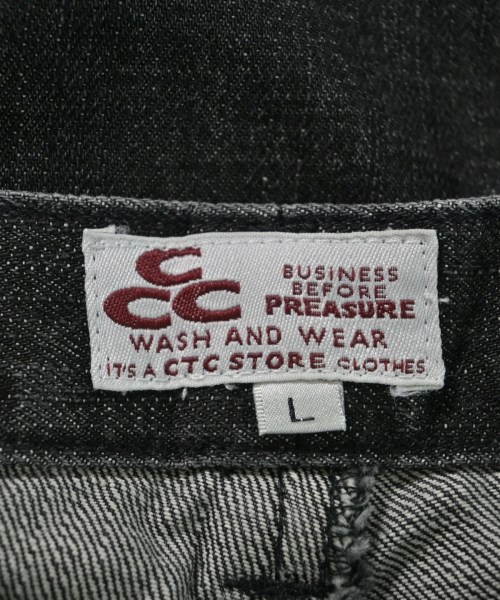 C
CCC
BUSINESS
BEFORE
PREASURE
WASH AND WEAR
IT'S A CTC STORE CLOTHES
L